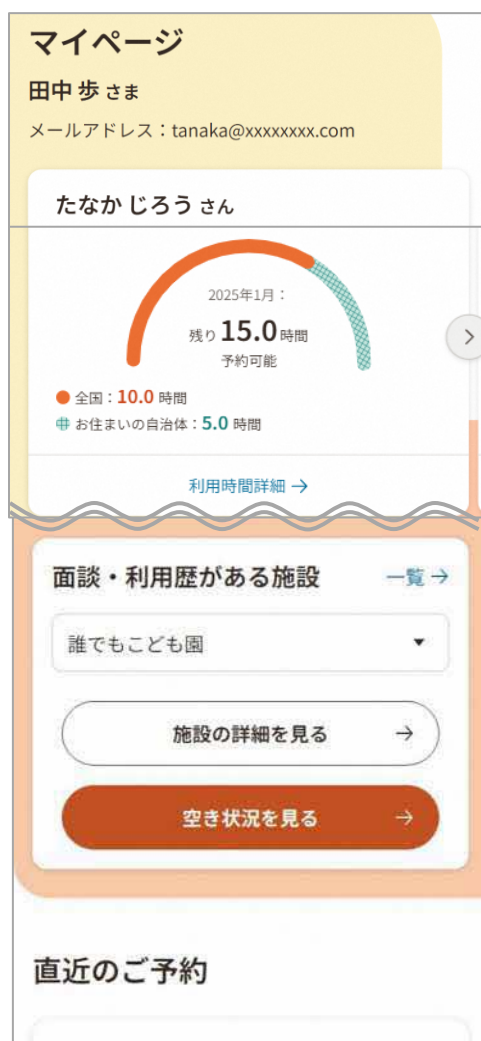 マイページ
田中 歩 さま
メールアドレス：tanaka@xxxxxxxx.com
たなか じろう さん
2025年1月：
残り 15.0 時間
予約可能
全国：10.0 時間
お住まいの自治体：5.0 時間
利用時間詳細 →
面談・利用歴がある施設 一覧 →
誰でもこども園
施設の詳細を見る →
空き状況を見る →
直近のご予約